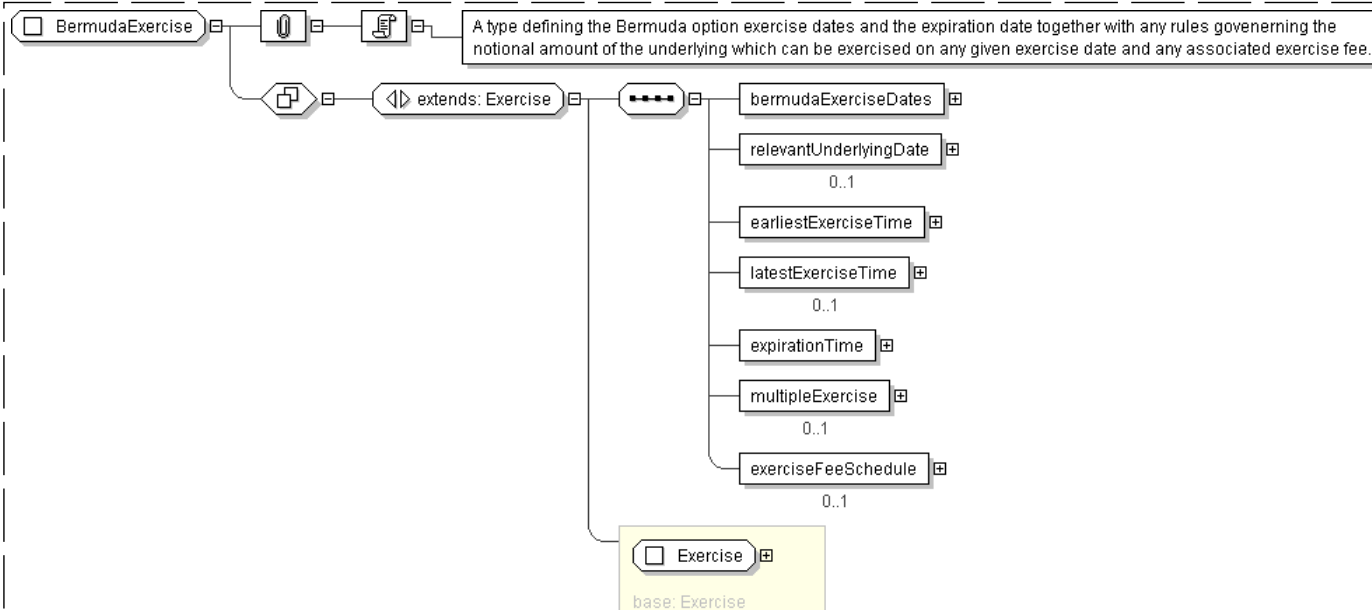 BermudaExercise
A type defining the Bermuda option exercise dates and the expiration date together with any rules govenerning the
notional amount of the underlying which can be exercised on any given exercise date and any associated exercise fee.
extends: Exercise
bermudaExerciseDates
relevantUnderlyingDate
0..1
earliestExerciseTime
latestExerciseTime
0..1
expirationTime
multipleExercise
0..1
exerciseFeeSchedule
0..1
Exercise
base: Exercise